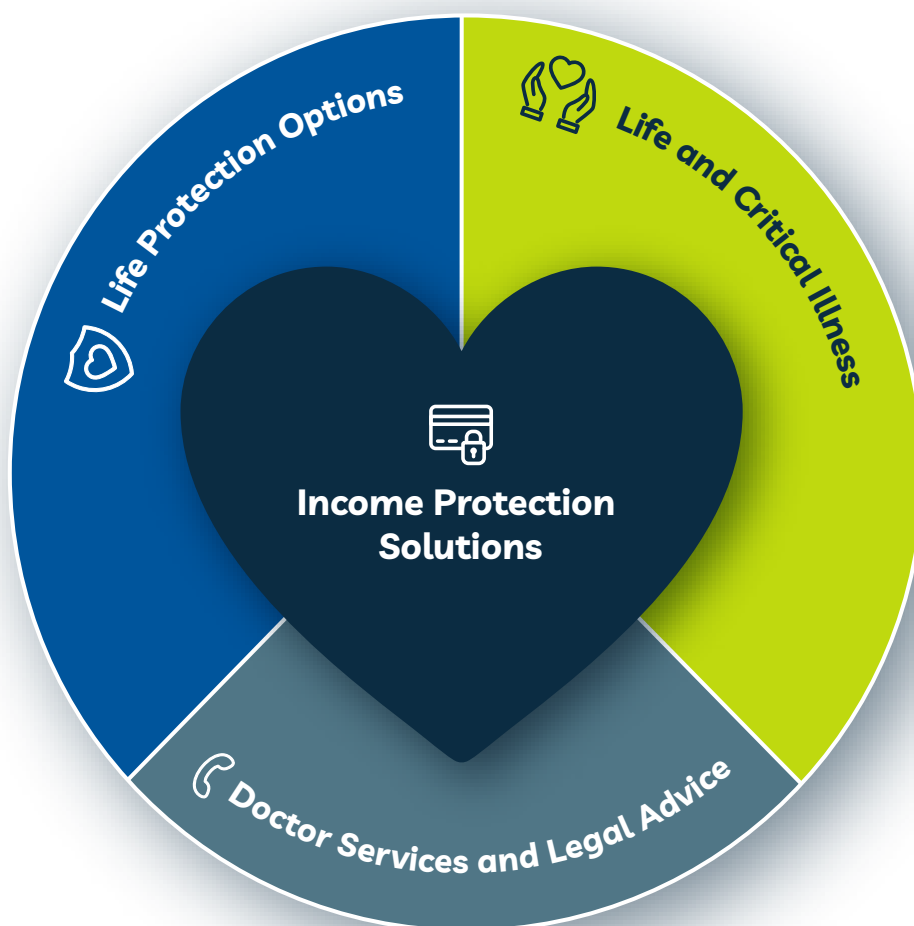 Life Protection Options
Life and Critical Illness
Income Protection
Solutions
Doctor Services and Legal Advice